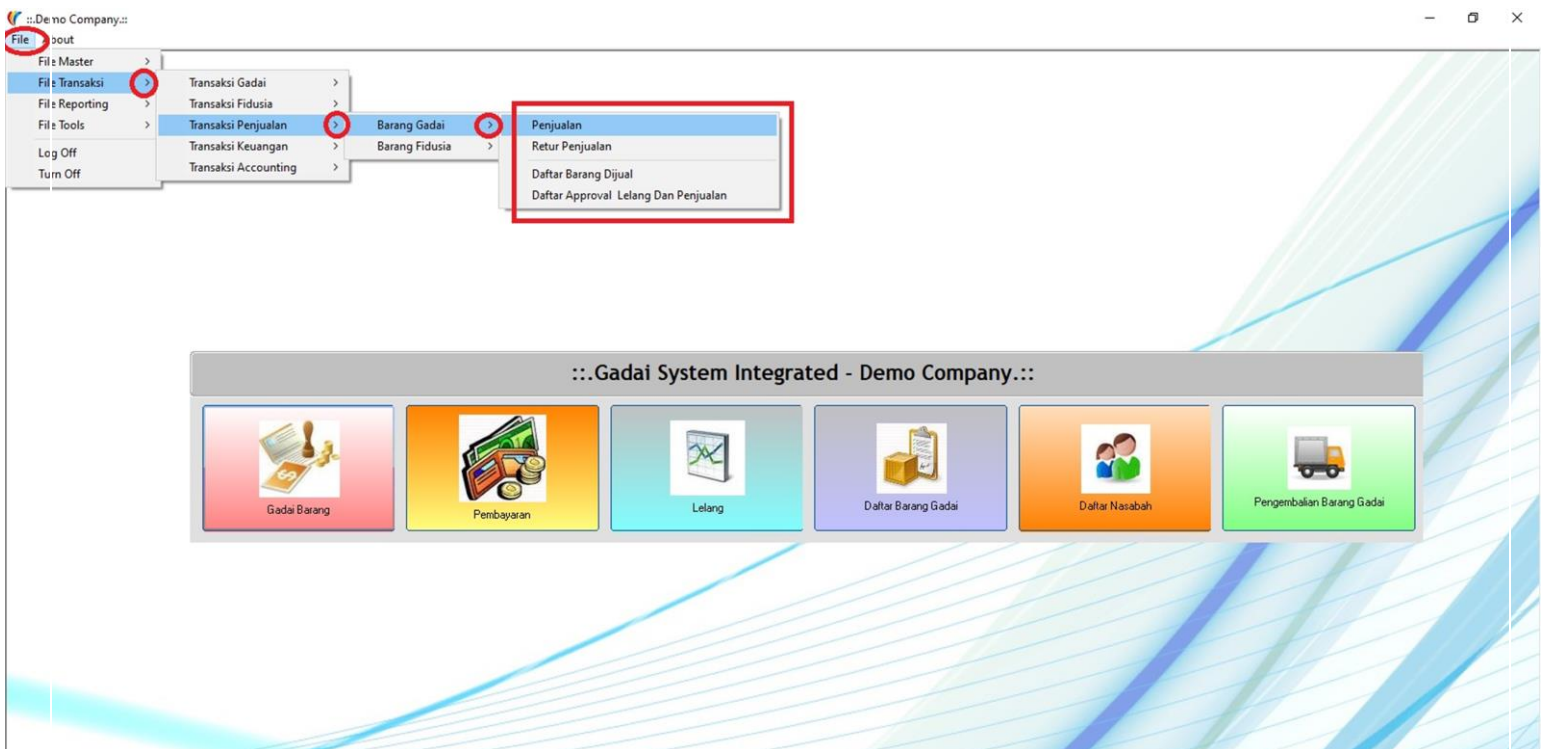 ::.Demo Company.::
File About
File Master
File Transaksi
File Reporting
File Tools
Log Off
Turn Off
Transaksi Gadai
Transaksi Fidusia
Transaksi Penjualan
Transaksi Keuangan
Transaksi Accounting
Barang Gadai
Barang Fidusia
Penjualan
Retur Penjualan
Daftar Barang Dijual
Daftar Approval Lelang Dan Penjualan
::.Gadai System Integrated - Demo Company.::
Gadai Barang
Pembayaran
Lelang
Daftar Barang Gadai
Daftar Nasabah
Pengembalian Barang Gadai